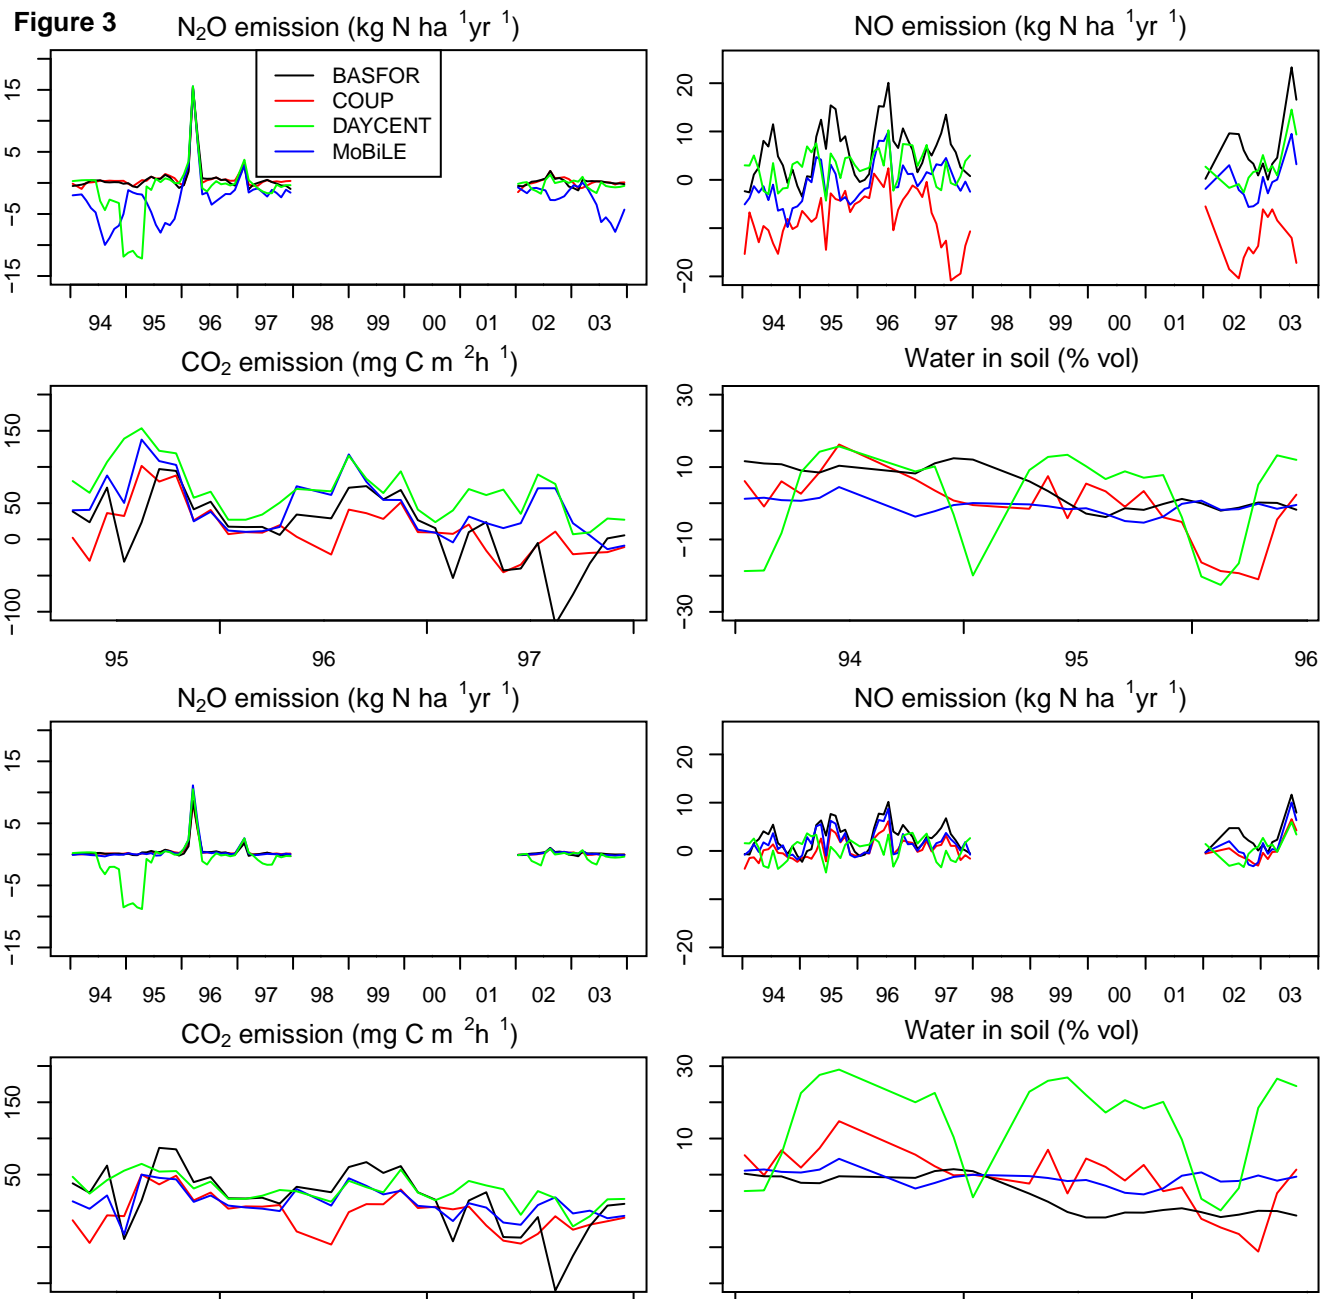 Figure 3
N₂O emission (kg N ha ¹yr ¹)
15
5
−5
−15
BASFOR
COUP
DAYCENT
MoBiLE
94 95 96 97 98 99 00 01 02 03
NO emission (kg N ha ¹yr ¹)
20
10
0
−20
94 95 96 97 98 99 00 01 02 03
CO₂ emission (mg C m ²h ¹)
150
50
0
−100
95 96 97
Water in soil (% vol)
30
10
−10
−30
94 95 96
N₂O emission (kg N ha ¹yr ¹)
15
5
−5
−15
94 95 96 97 98 99 00 01 02 03
NO emission (kg N ha ¹yr ¹)
20
10
0
−20
94 95 96 97 98 99 00 01 02 03
CO₂ emission (mg C m ²h ¹)
150
50
Water in soil (% vol)
30
10